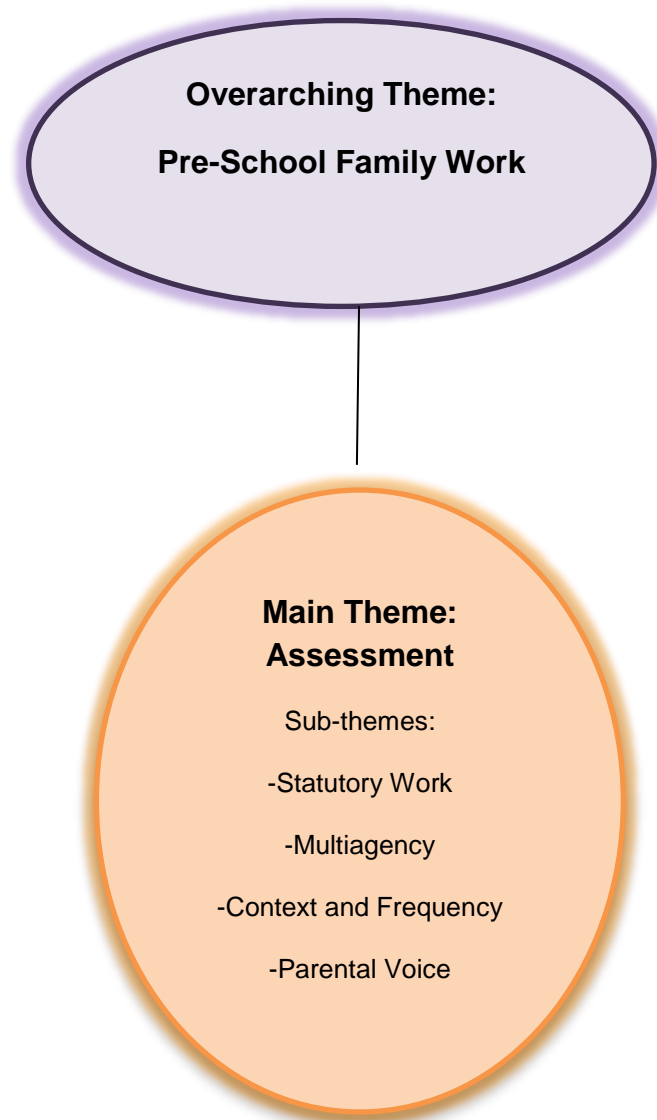 Overarching Theme:
Pre-School Family Work
Main Theme:
Assessment
Sub-themes:
-Statutory Work
-Multiagency
-Context and Frequency
-Parental Voice